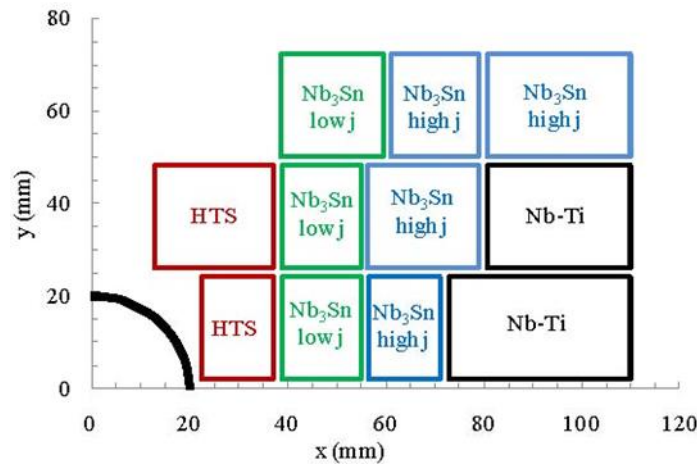 80
60
40
20
0
y (mm)
Nb₃Sn
low j
Nb₃Sn
high j
Nb₃Sn
high j
HTS
Nb₃Sn
low j
Nb₃Sn
high j
Nb-Ti
HTS
Nb₃Sn
low j
Nb₃Sn
high j
Nb-Ti
0
20
40
60
80
100
120
x (mm)